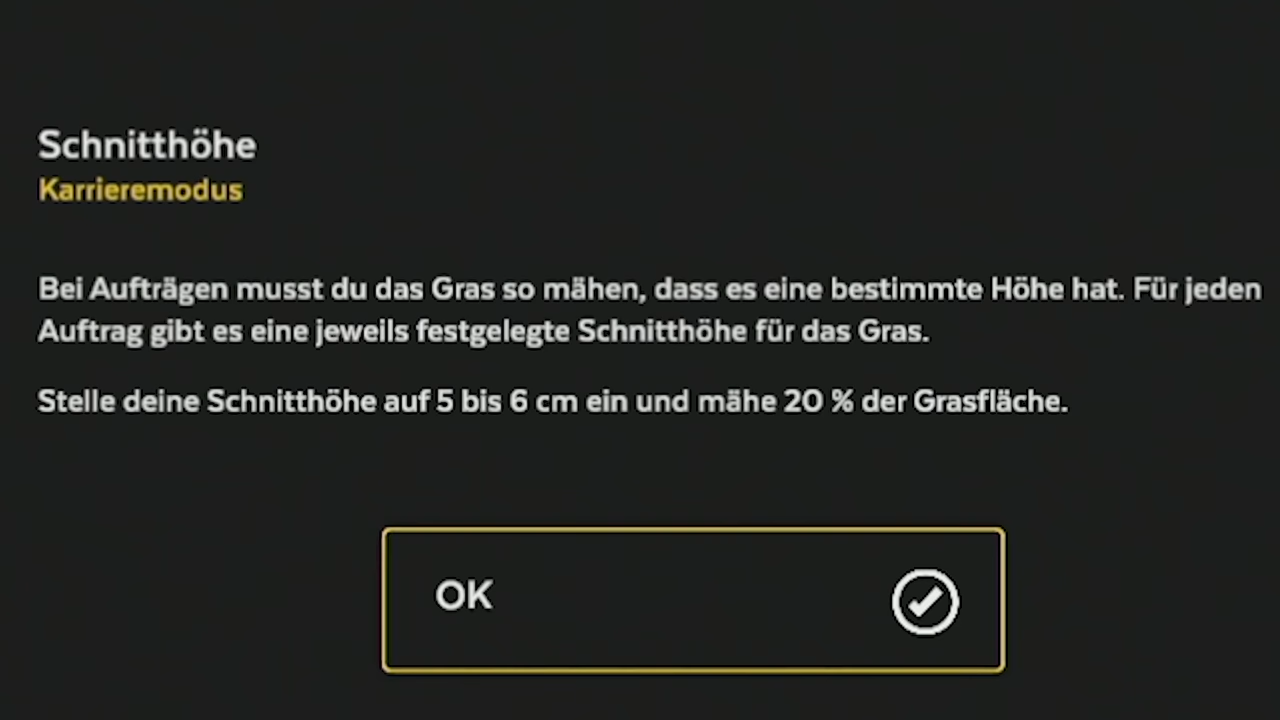 Schnitthöhe
Karrieremodus
Bei Aufträgen musst du das Gras so mähen, dass es eine bestimmte Höhe hat. Für jeden
Auftrag gibt es eine jeweils festgelegte Schnitthöhe für das Gras.
Stelle deine Schnitthöhe auf 5 bis 6 cm ein und mähe 20 % der Grasfläche.
OK